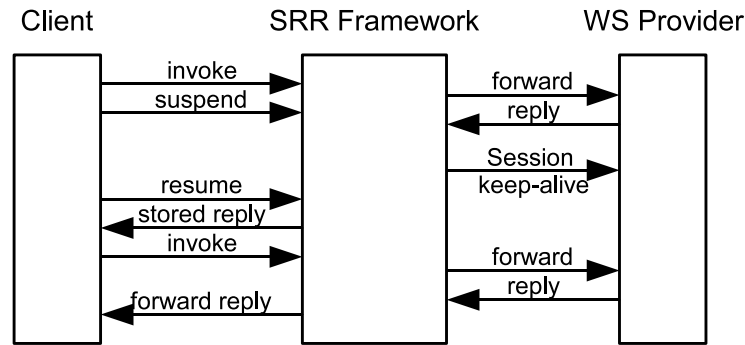 Client SRR Framework WS Provider
invoke
forward
suspend
reply
Session
keep-alive
resume
stored reply
invoke
forward
reply
forward reply